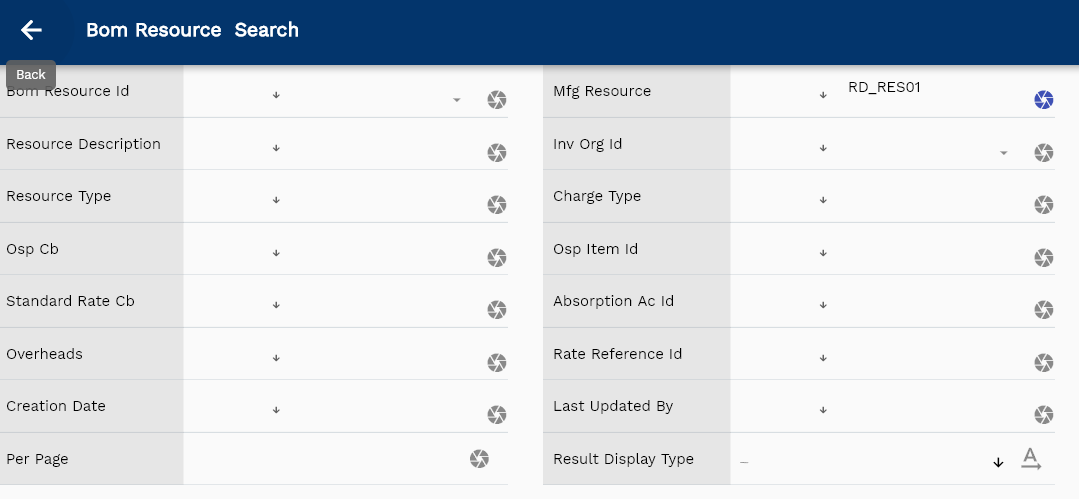 Bom Resource Search
Back
Bom Resource Id
Mfg Resource RD_RES01
Resource Description
Inv Org Id
Resource Type
Charge Type
Osp Cb
Osp Item Id
Standard Rate Cb
Absorption Ac Id
Overheads
Rate Reference Id
Creation Date
Last Updated By
Per Page
Result Display Type